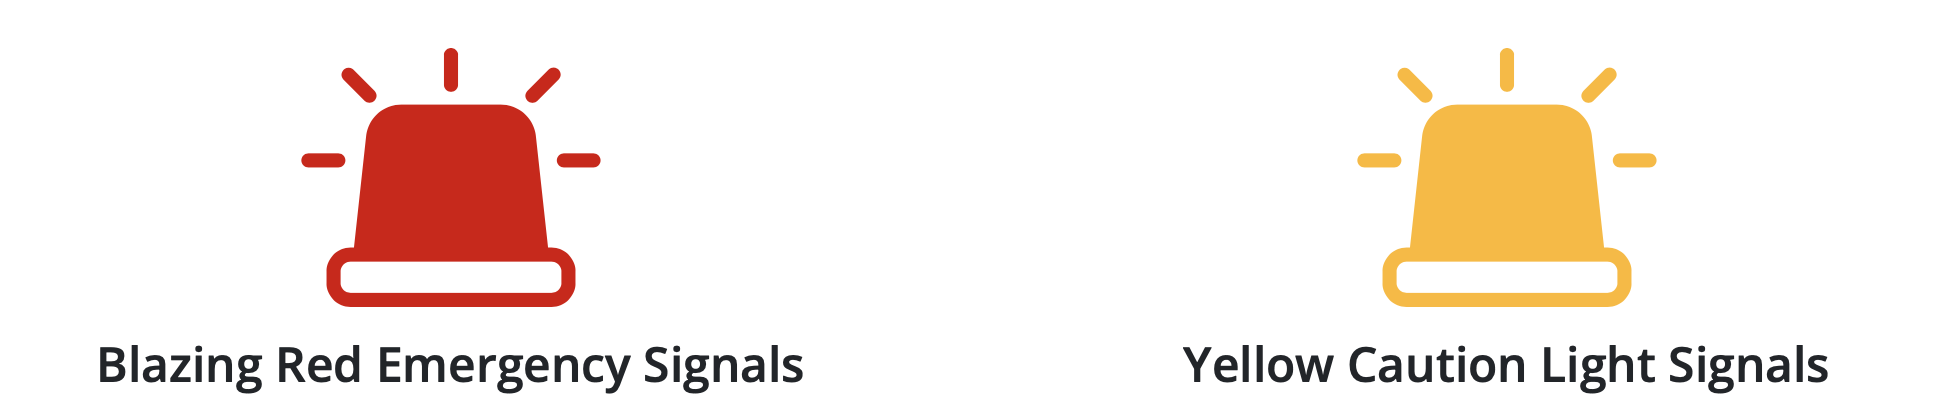 Blazing Red Emergency Signals
Yellow Caution Light Signals